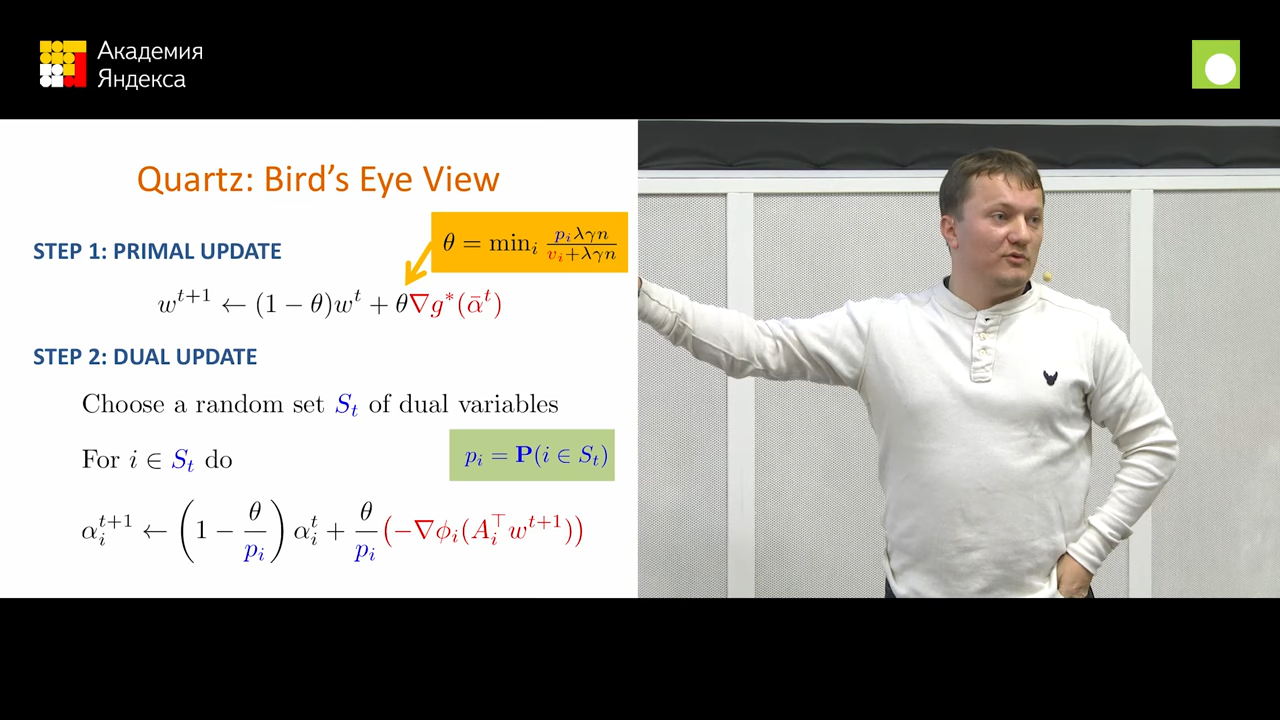 Академия
Яндекса
Quartz: Bird's Eye View
θ = min_i p_iλγn / (v_i+λγn)
STEP 1: PRIMAL UPDATE
w^{t+1} ← (1 − θ)w^t + θ∇g*(ᾱ^t)
STEP 2: DUAL UPDATE
Choose a random set S_t of dual variables
For i ∈ S_t do
p_i = P(i ∈ S_t)
α_i^{t+1} ← (1 − θ/p_i) α_i^t + θ/p_i (−∇ϕ_i(A_i^⊤ w^{t+1}))